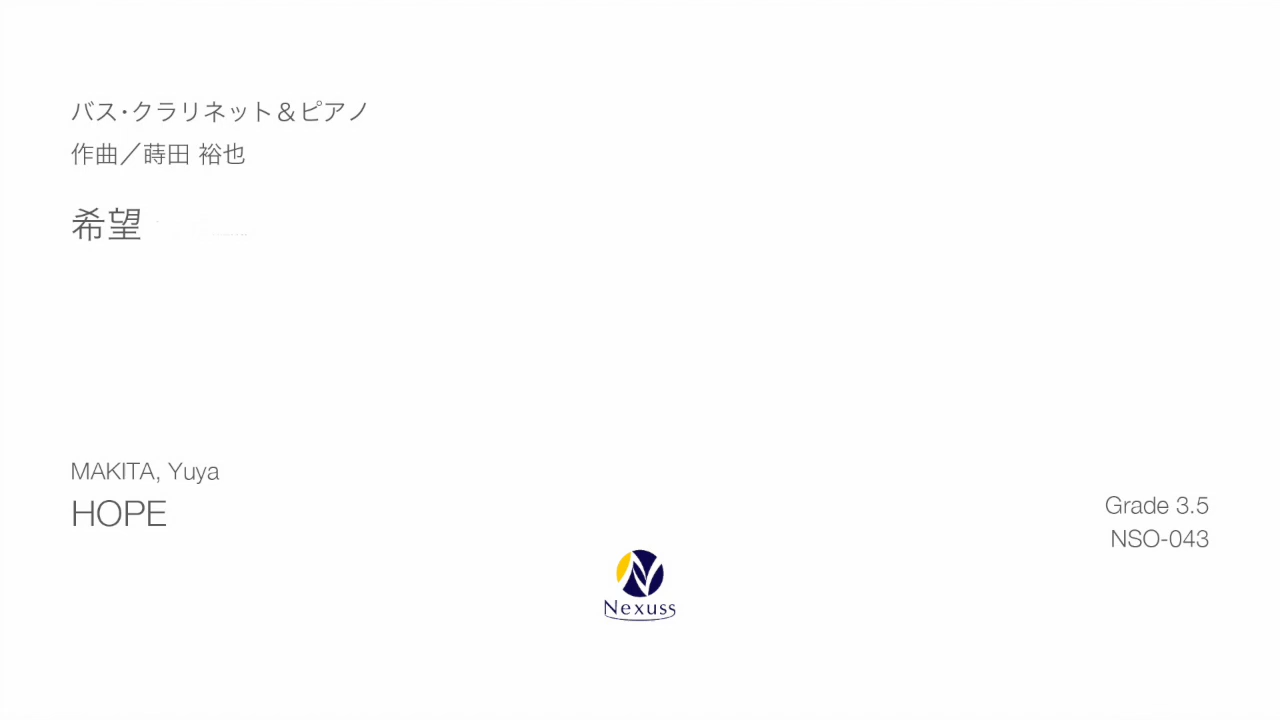 バス・クラリネット＆ピアノ
作曲／蒔田 裕也
希望
MAKITA, Yuya
HOPE
Grade 3.5
NSO-043
Nexuss